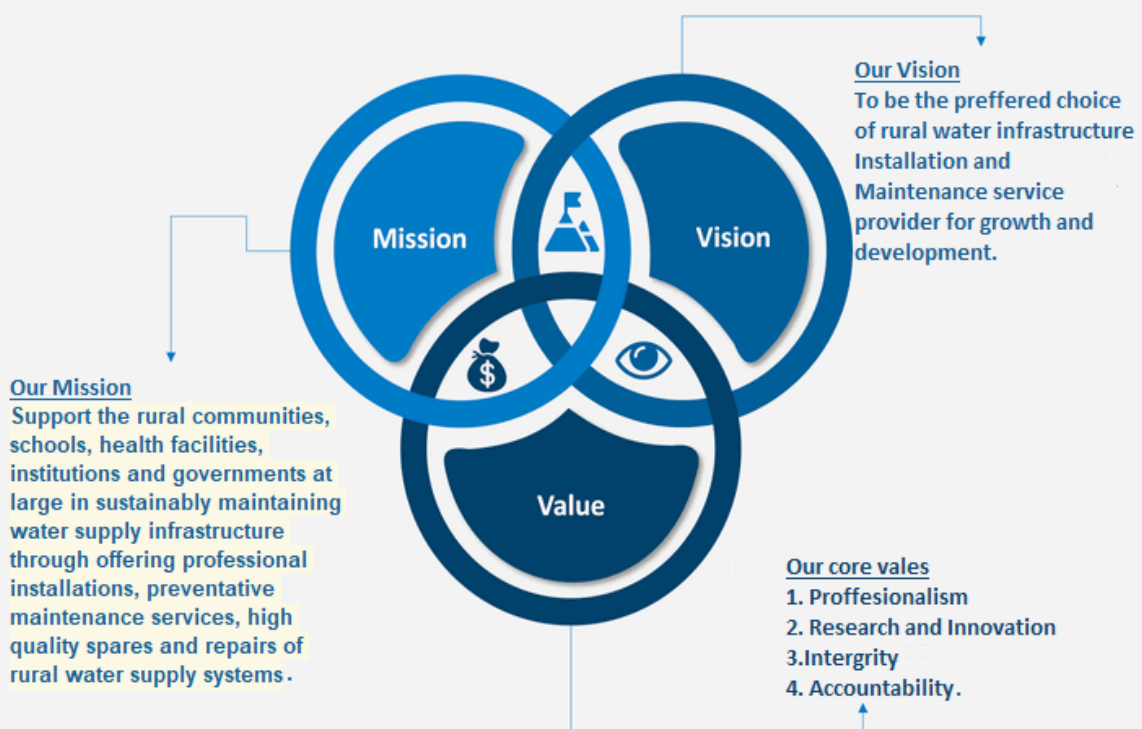 Our Vision
To be the preffered choice
of rural water infrastructure
Installation and
Maintenance service
provider for growth and
development.
Mission
Vision
$
Our Mission
Support the rural communities,
schools, health facilities,
institutions and governments at
large in sustainably maintaining
water supply infrastructure
through offering professional
installations, preventative
maintenance services, high
quality spares and repairs of
rural water supply systems.
Value
Our core vales
1. Proffesionalism
2. Research and Innovation
3.Intergrity
4. Accountability.